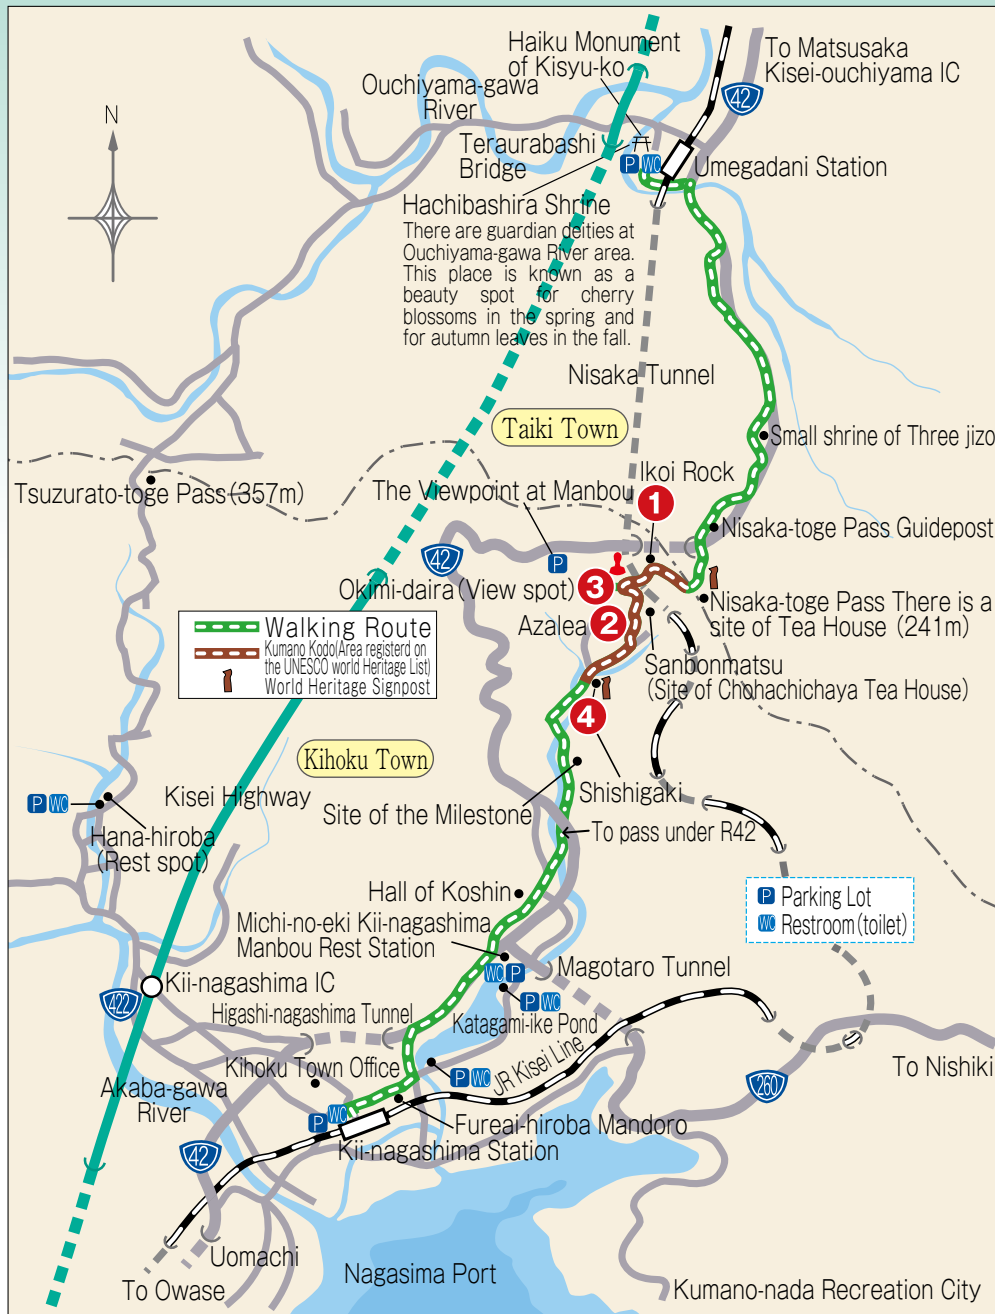 Haiku Monument
of Kisyu-ko
To Matsusaka
Kisei-ouchiyama IC
42
Ouchiyama-gawa
River
N
Teraurabashi
Bridge
P WC
Umegadani Station
Hachibashira Shrine
There are guardian deities at
Ouchiyama-gawa River area.
This place is known as a
beauty spot for cherry
blossoms in the spring and
for autumn leaves in the fall.
Nisaka Tunnel
Taiki Town
Small shrine of Three jizo
Ikoi Rock
Tsuzurato-toge Pass (357m)
The Viewpoint at Manbou
1
Nisaka-toge Pass Guidepost
42
P
Okimi-daira (View spot)
3
Nisaka-toge Pass There is a
site of Tea House (241m)
Azalea
2
Walking Route
Kumano Kodo(Area registerd on
the UNESCO world Heritage List)
World Heritage Signpost
Sanbonmatsu
(Site of Chohachichaya Tea House)
4
Kihoku Town
Kisei Highway
Shishigaki
P WC
Site of the Milestone
Hana-hiroba
(Rest spot)
To pass under R42
Hall of Koshin
P Parking Lot
WC Restroom (toilet)
Michi-no-eki Kii-nagashima
Manbou Rest Station
WC P
Magotaro Tunnel
Kii-nagashima IC
422
P WC
Katagami-ike Pond
Higashi-nagashima Tunnel
JR Kisei Line
To Nishiki
Kihoku Town Office
P WC
260
Akaba-gawa
River
P WC
Fureai-hiroba Mandoro
Kii-nagashima Station
42
Uomachi
To Owase
Nagasima Port
Kumano-nada Recreation City